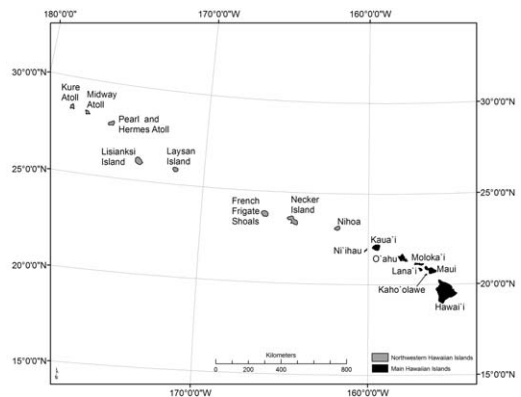 180°0'0"
170°0'0"W
160°0'0"W
30°0'0"N
30°0'0"N
Kure
Atoll
Midway
Atoll
Pearl and
Hermes Atoll
Lisianksi
Island
Laysan
Island
25°0'0"N
25°0'0"N
French
Frigate
Shoals
Necker
Island
Nihoa
Kaua`i
Ni`ihau
O`ahu
Moloka`i
Lana`i
Maui
Kaho`olawe
Hawai`i
20°0'0"N
20°0'0"N
Kilometers
0 200 400 800
Northwestern Hawaiian Islands
Main Hawaiian Islands
15°0'0"N
15°0'0"N
170°0'0"W
160°0'0"W